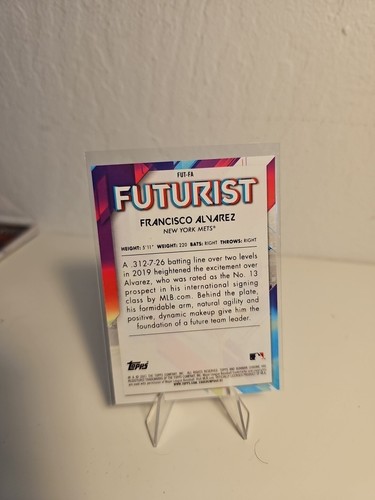 FUT-FA
FUTURIST
FRANCISCO ALVAREZ
NEW YORK METS®
HEIGHT: 5'11" WEIGHT: 220 BATS: RIGHT THROWS: RIGHT
A .312-7-26 batting line over two levels
in 2019 heightened the excitement over
Alvarez, who was rated as the No. 13
prospect in his international signing
class by MLB.com. Behind the plate,
his formidable arm, natural agility and
positive, dynamic makeup give him the
foundation of a future team leader.
Topps